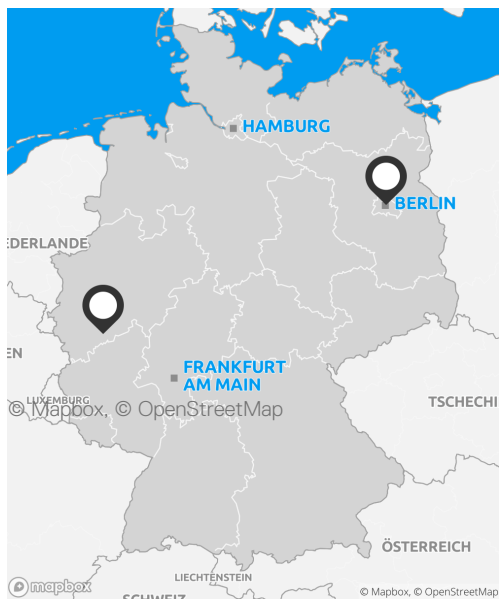 HAMBURG
BERLIN
EDERLANDE
EN
FRANKFURT
AM MAIN
LUXEMBURG
© Mapbox, © OpenStreetMap
TSCHECHI
ÖSTERREICH
LIECHTENSTEIN
SCHWEIZ
mapbox
© Mapbox, © OpenStreetMap